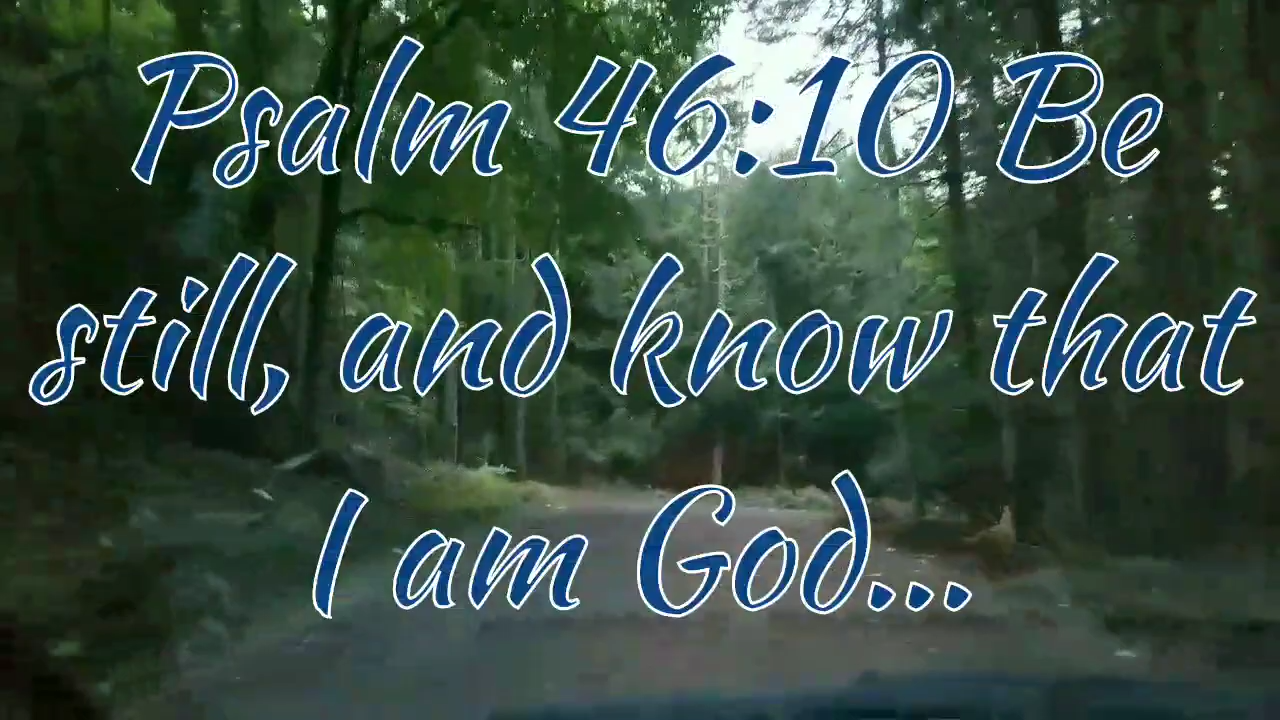 Psalm 46:10 Be
still, and know that
I am God...